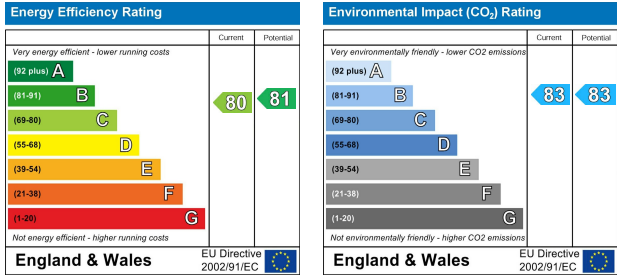 Energy Efficiency Rating
Current Potential
Very energy efficient - lower running costs
(92 plus) A
(81-91) B
(69-80) C
(55-68) D
(39-54) E
(21-38) F
(1-20) G
80 81
Not energy efficient - higher running costs
England & Wales
EU Directive
2002/91/EC
Environmental Impact (CO2) Rating
Current Potential
Very environmentally friendly - lower CO2 emissions
(92 plus) A
(81-91) B
(69-80) C
(55-68) D
(39-54) E
(21-38) F
(1-20) G
83 83
Not environmentally friendly - higher CO2 emissions
England & Wales
EU Directive
2002/91/EC